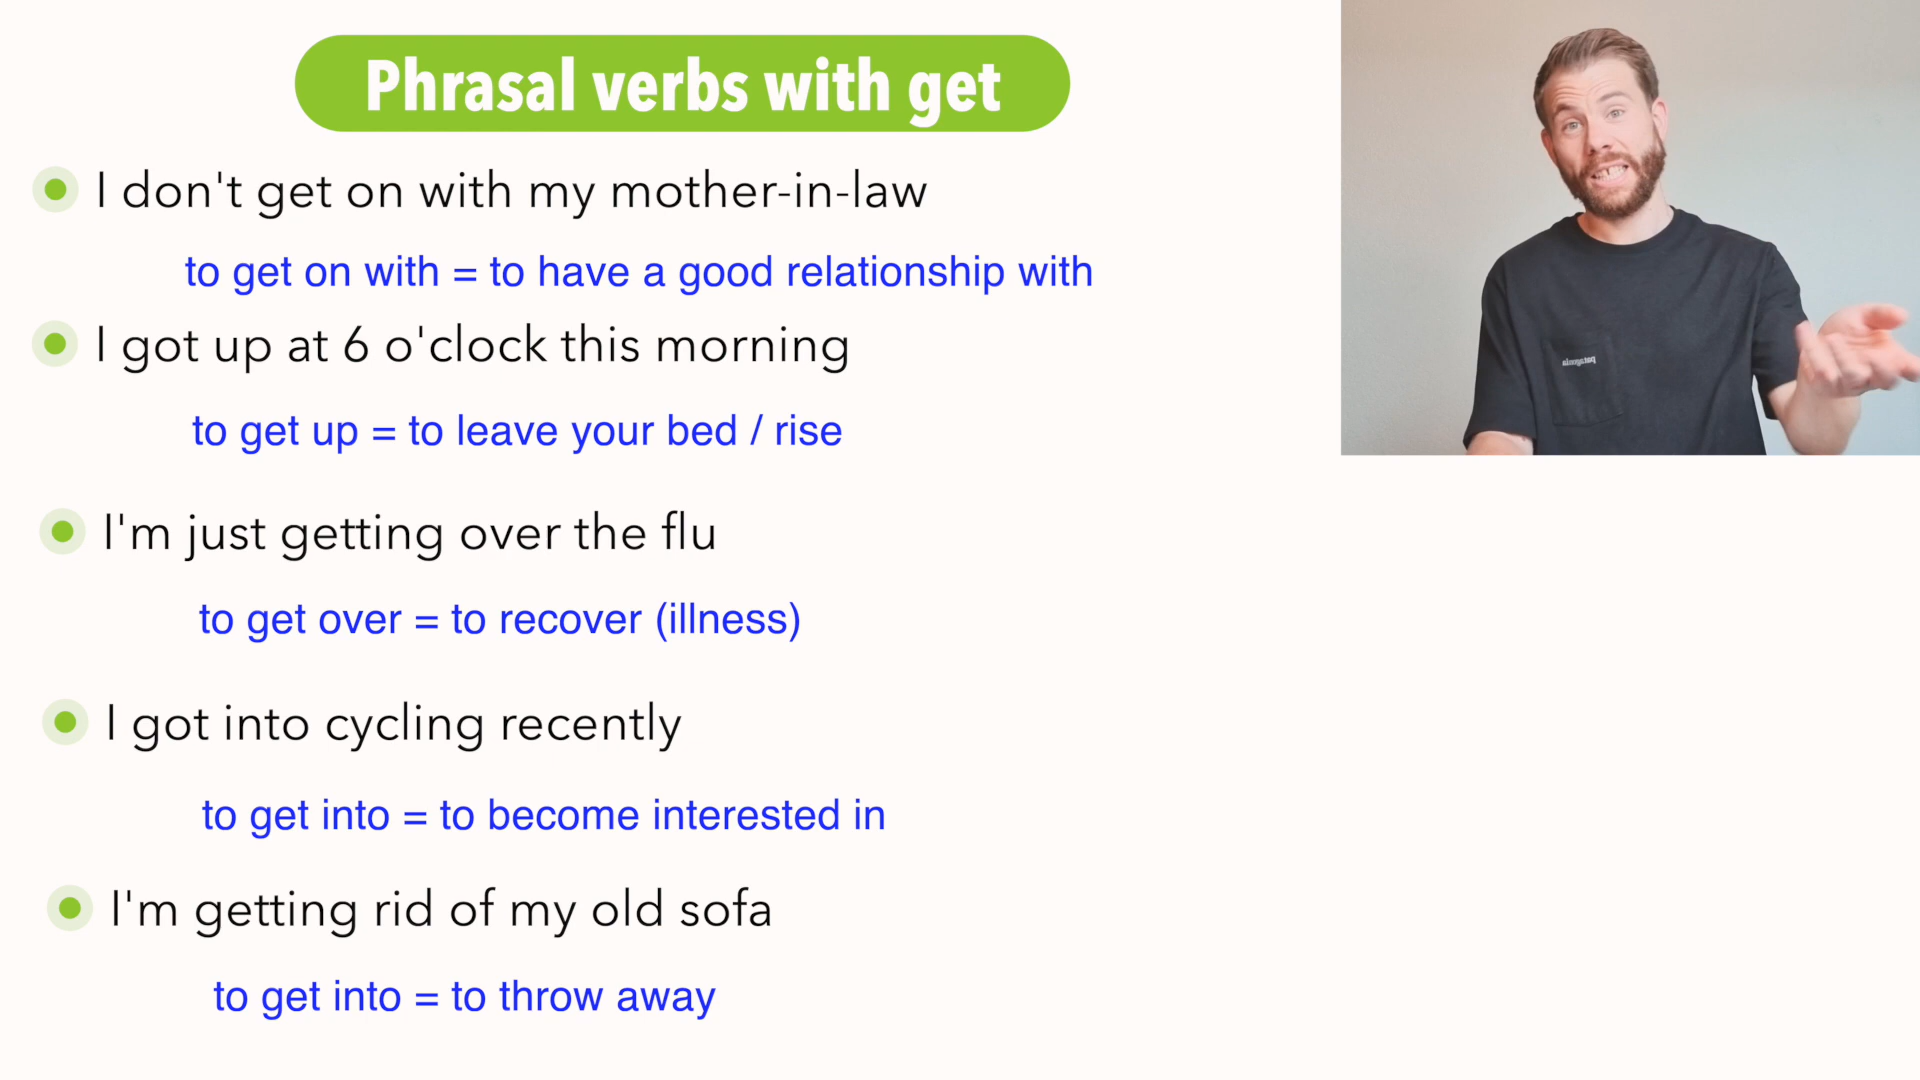 Phrasal verbs with get
I don't get on with my mother-in-law
to get on with = to have a good relationship with
I got up at 6 o'clock this morning
to get up = to leave your bed / rise
I'm just getting over the flu
to get over = to recover (illness)
I got into cycling recently
to get into = to become interested in
I'm getting rid of my old sofa
to get into = to throw away
patagonia